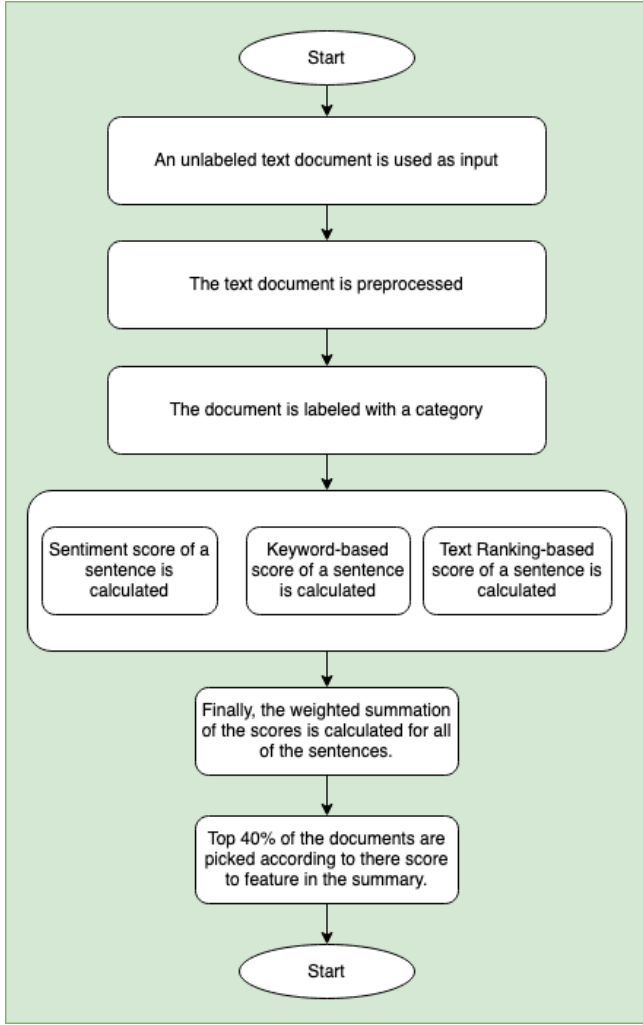 Start
An unlabeled text document is used as input
The text document is preprocessed
The document is labeled with a category
Sentiment score of a
sentence is
calculated
Keyword-based
score of a sentence
is calculated
Text Ranking-based
score of a sentence is
calculated
Finally, the weighted summation
of the scores is calculated for all
of the sentences.
Top 40% of the documents are
picked according to there score
to feature in the summary.
Start